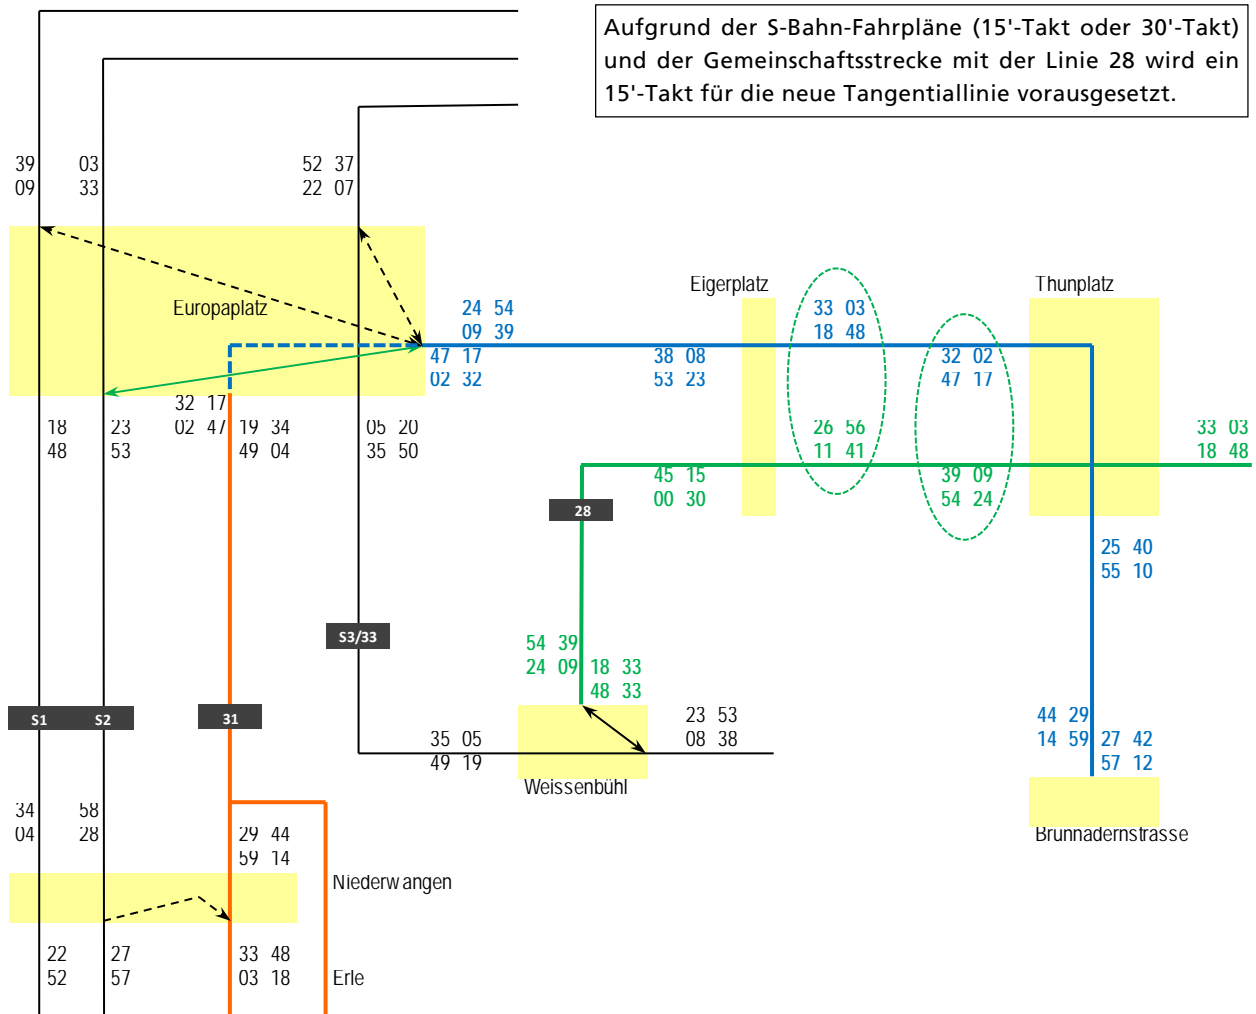 Aufgrund der S-Bahn-Fahrpläne (15'-Takt oder 30'-Takt)
und der Gemeinschaftsstrecke mit der Linie 28 wird ein
15'-Takt für die neue Tangentiallinie vorausgesetzt.
39 03 52 37
09 33 22 07
Europaplatz
Eigerplatz
Thunplatz
24 54
09 39
47 17
02 32
33 03
18 48
38 08
53 23
32 02
47 17
32 17
02 47
18 23 19 34 05 20
48 53 49 04 35 50
26 56
11 41
33 03
18 48
45 15
00 30
39 09
54 24
28
25 40
55 10
S3/33
54 39
24 09
18 33
48 33
S1 S2 31
44 29
14 59
27 42
57 12
23 53
08 38
35 05
49 19
Weissenbühl
Brunnadernstrasse
34 58
04 28
29 44
59 14
Niederwangen
22 27 33 48
52 57 03 18
Erle